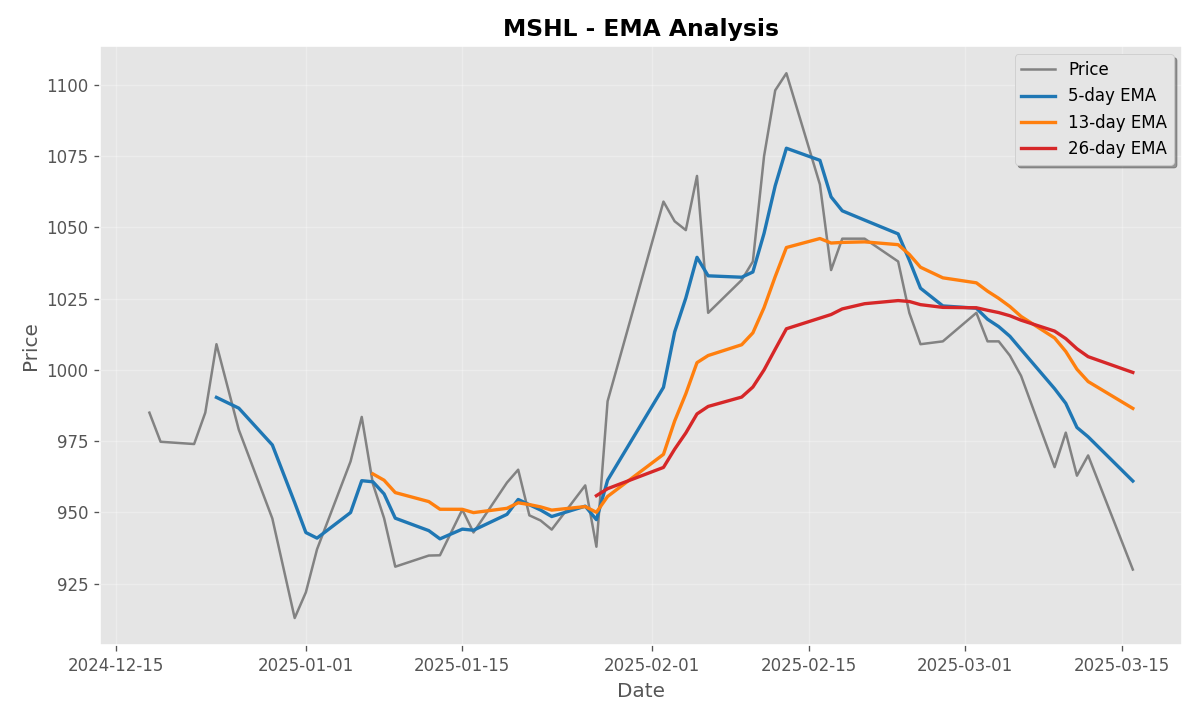 MSHL - EMA Analysis
Price
5-day EMA
13-day EMA
26-day EMA
Price
1100
1075
1050
1025
1000
975
950
925
2024-12-15
2025-01-01
2025-01-15
2025-02-01
2025-02-15
2025-03-01
2025-03-15
Date